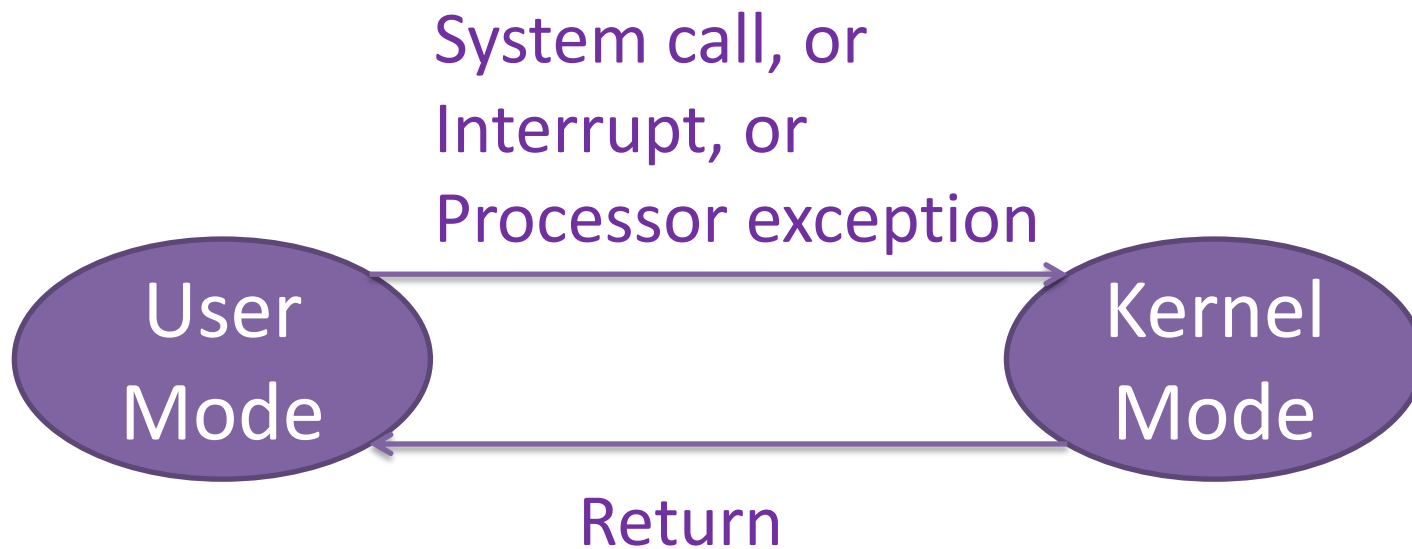 System call, or
Interrupt, or
Processor exception
User
Mode
Kernel
Mode
Return